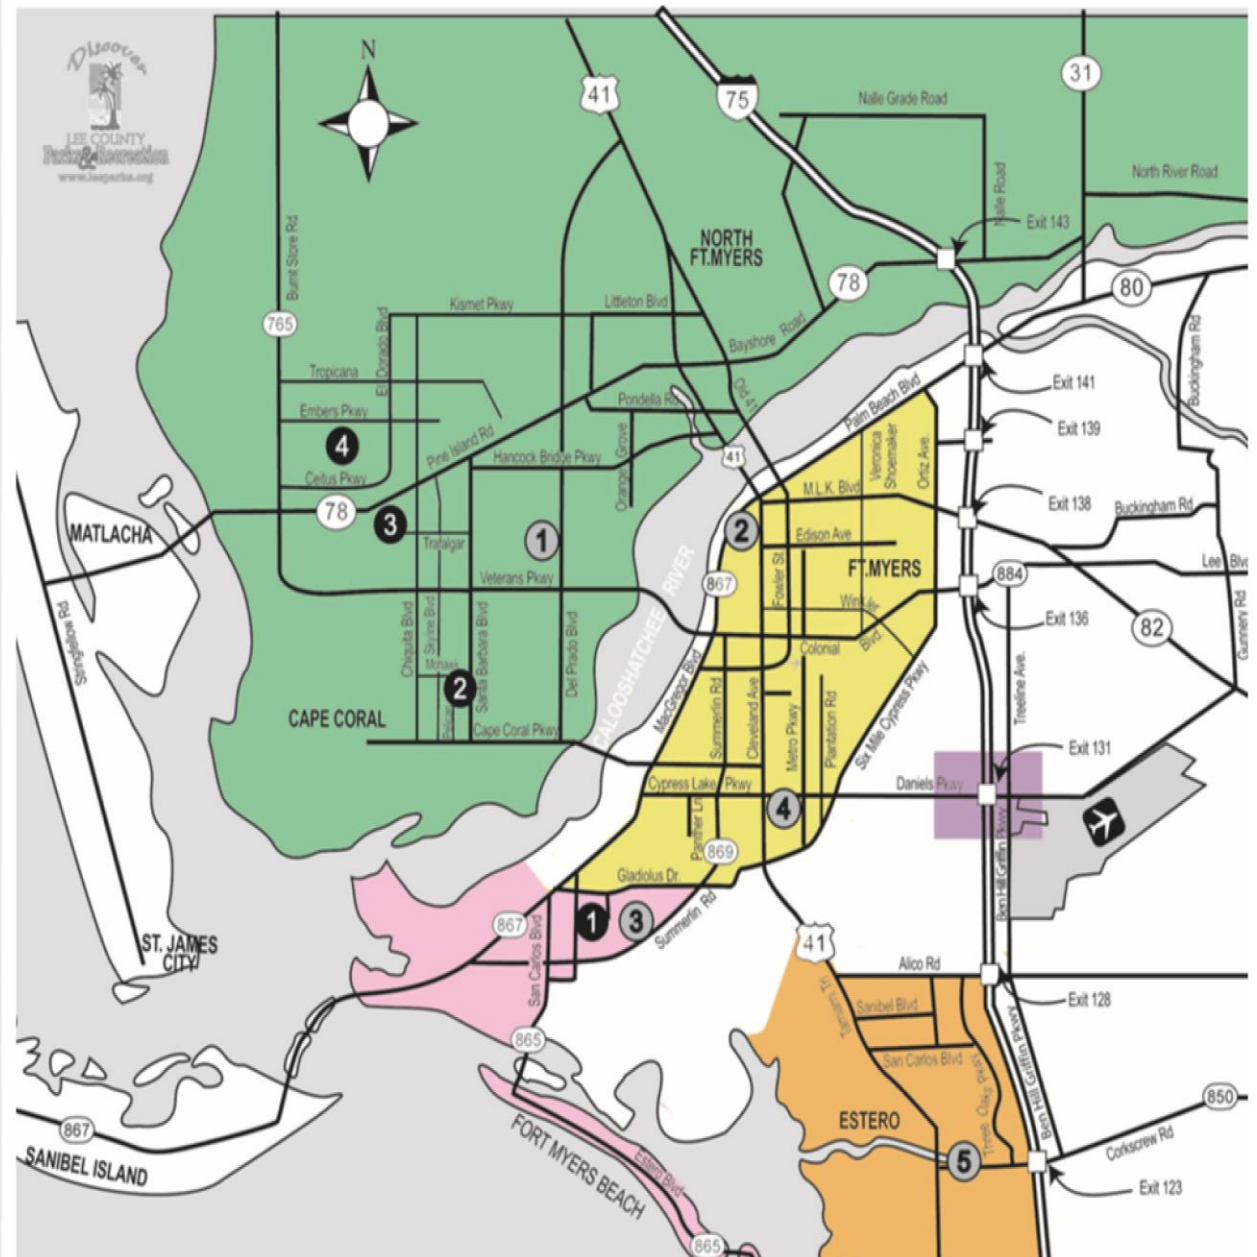 Discover
LEE COUNTY
Parks & Recreation
www.leeparks.org
N
41
75
31
Nalle Grade Road
North River Road
Nalle Road
Exit 143
NORTH
FT.MYERS
78
80
Burnt Store Rd
765
Kismet Pkwy
Littleton Blvd
Bayshore Road
El Dorado Blvd
Buckingham Rd
Exit 141
Tropicana
Old 41
Palm Beach Blvd
Pondella Rd
Embers Pkwy
4
Pine Island Rd
Orange Grove
Veronica
Shoemaker
Ortiz Ave.
Exit 139
Hancock Bridge Pkwy
41
Ceitus Pkwy
M.L.K. Blvd
Exit 138
Buckingham Rd
78
3
1
2
MATLACHA
Trafalgar
Edison Ave
Lee Blvd
FT.MYERS
884
Veterans Pkwy
867
Fowler St
Winkler
Exit 136
82
Gunnery Rd
Stringfellow Rd
Chiquita Blvd
Skyline Blvd
Santa Barbara Blvd
Del Prado Blvd
CALOOSHATCHEE RIVER
Colonial
Blvd.
Mohawk
2
Pelican
MacGregor Blvd
Summerlin Rd
Cleveland Ave
Metro Pkwy
Plantation Rd
Six Mile Cypress Pkwy
Treeline Ave.
CAPE CORAL
Cape Coral Pkwy
Exit 131
Cypress Lake Pkwy
Daniels Pkwy
4
Panther Ln
869
Ben Hill Griffin Pkwy
Gladiolus Dr.
867
1
3
Summerlin Rd
San Carlos Blvd
ST. JAMES
CITY
41
Alico Rd
Tamiami Trl
Exit 128
Sanibel Blvd
865
San Carlos Blvd
Three Oaks Pkwy
Ben Hill Griffin Pkwy
850
867
ESTERO
Corkscrew Rd
SANIBEL ISLAND
FORT MYERS BEACH
Estero Blvd
5
Exit 123
865